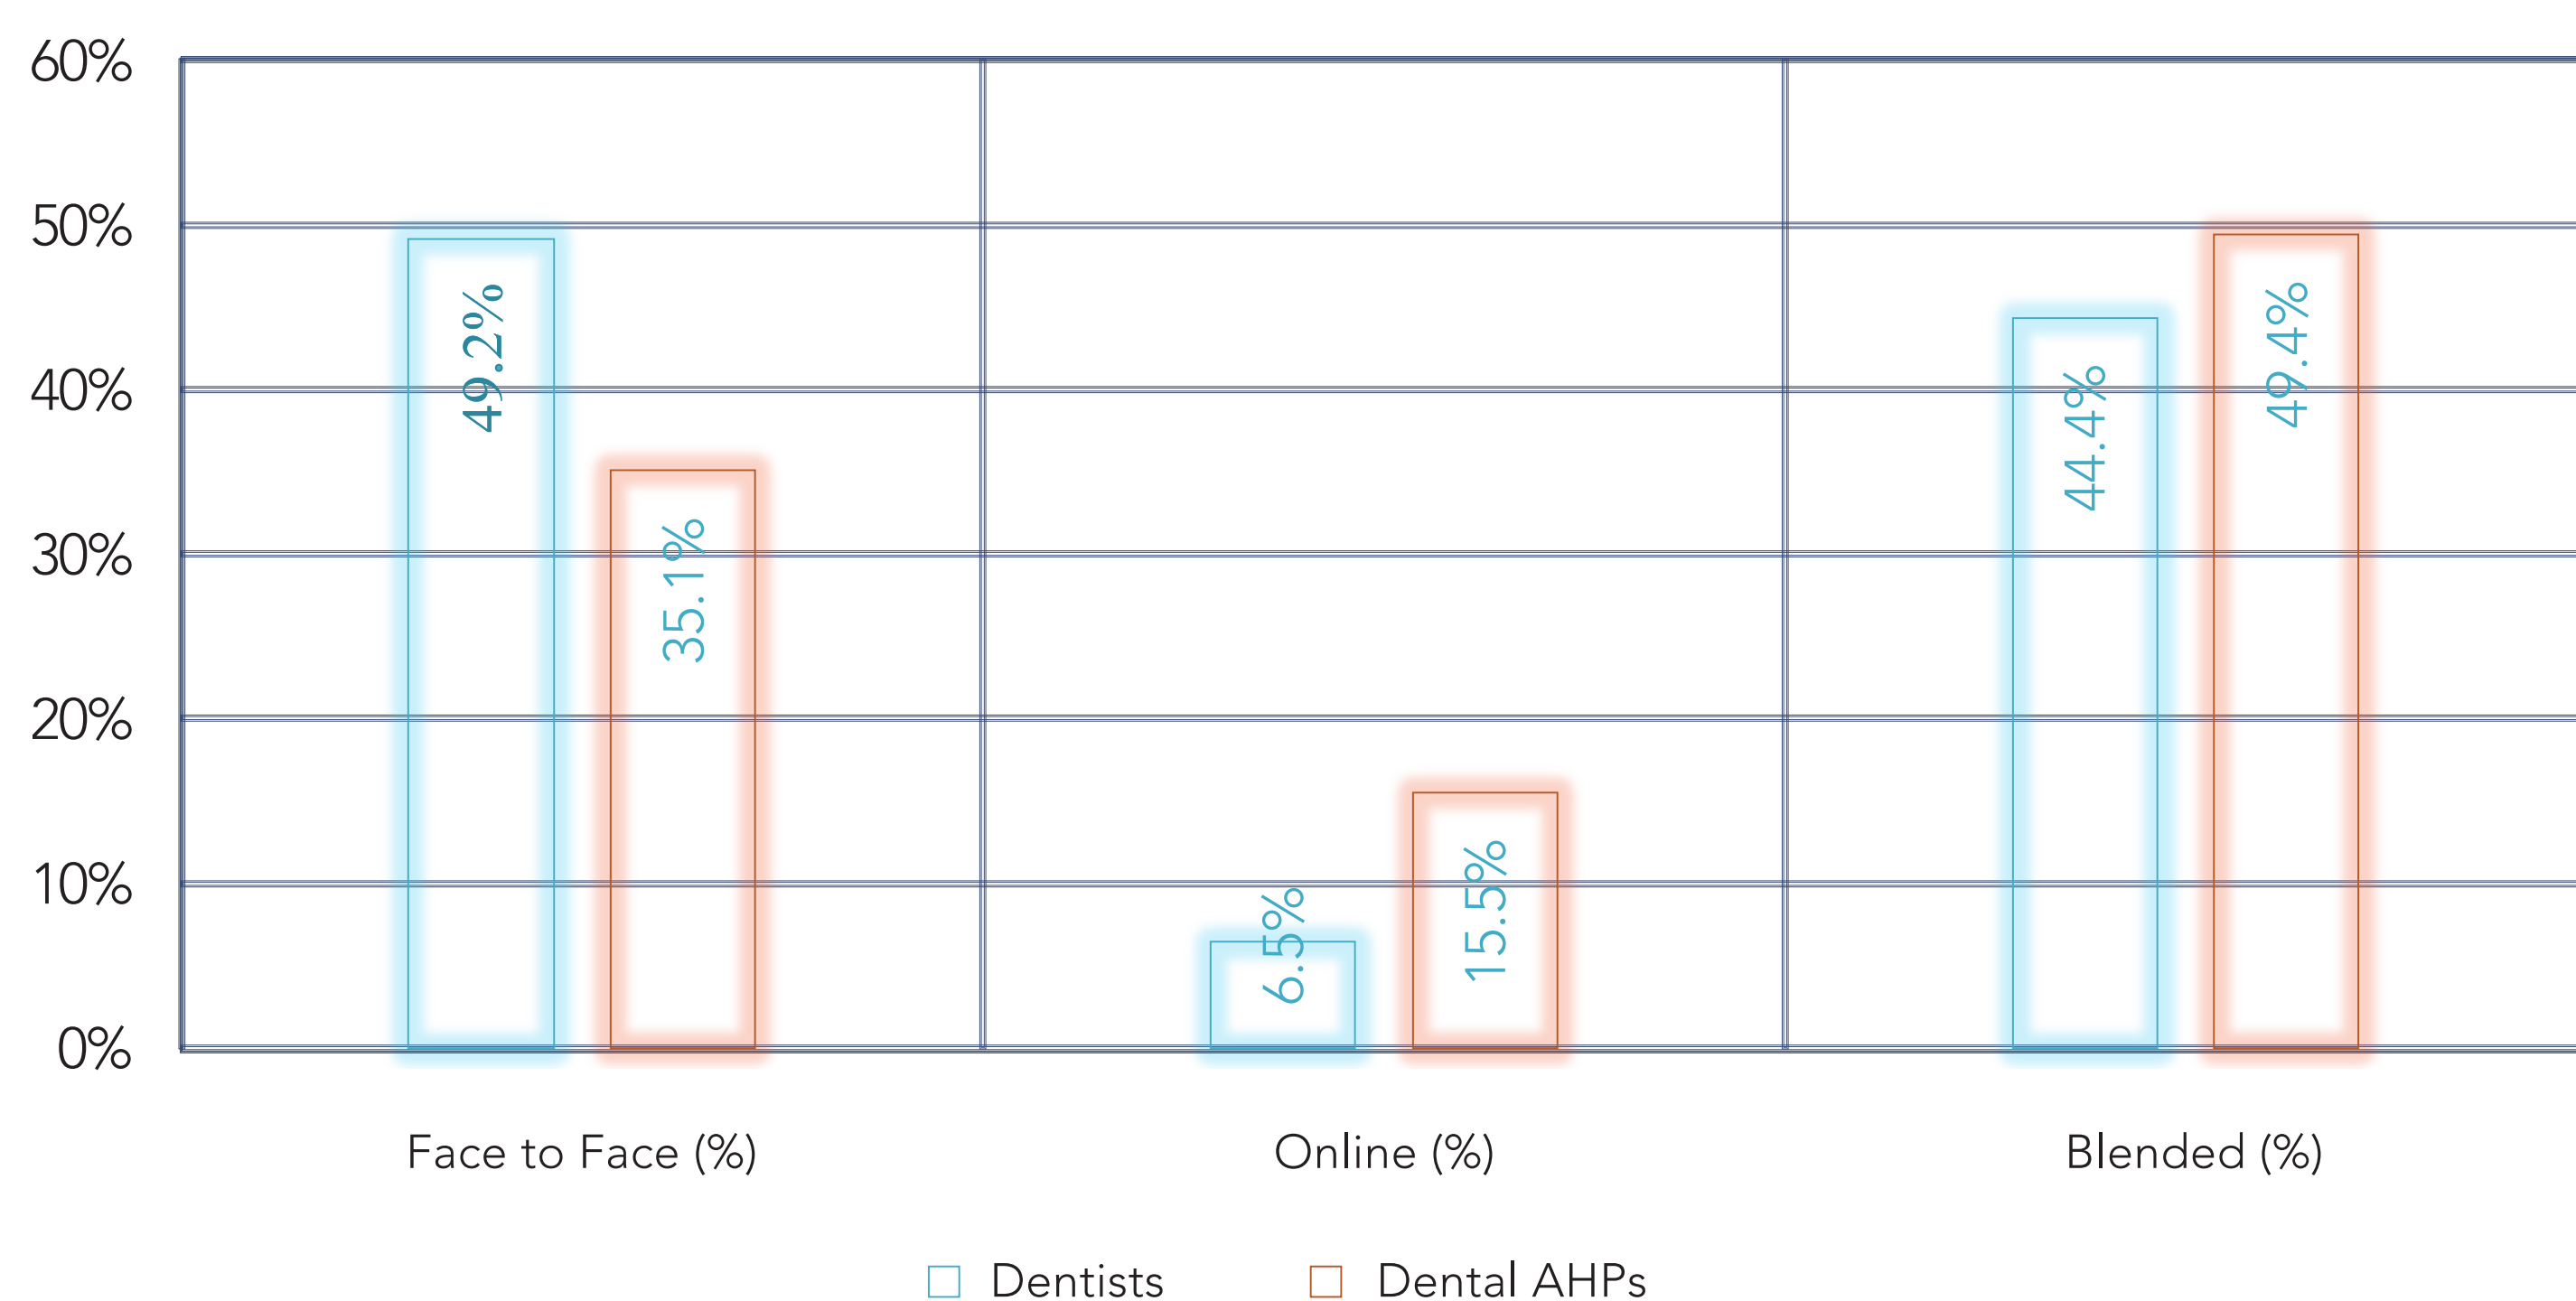 60%
50%
40%
30%
20%
10%
0%
49.2%
35.1%
6.5%
15.5%
44.4%
49.4%
Face to Face (%)
Online (%)
Blended (%)
Dentists
Dental AHPs